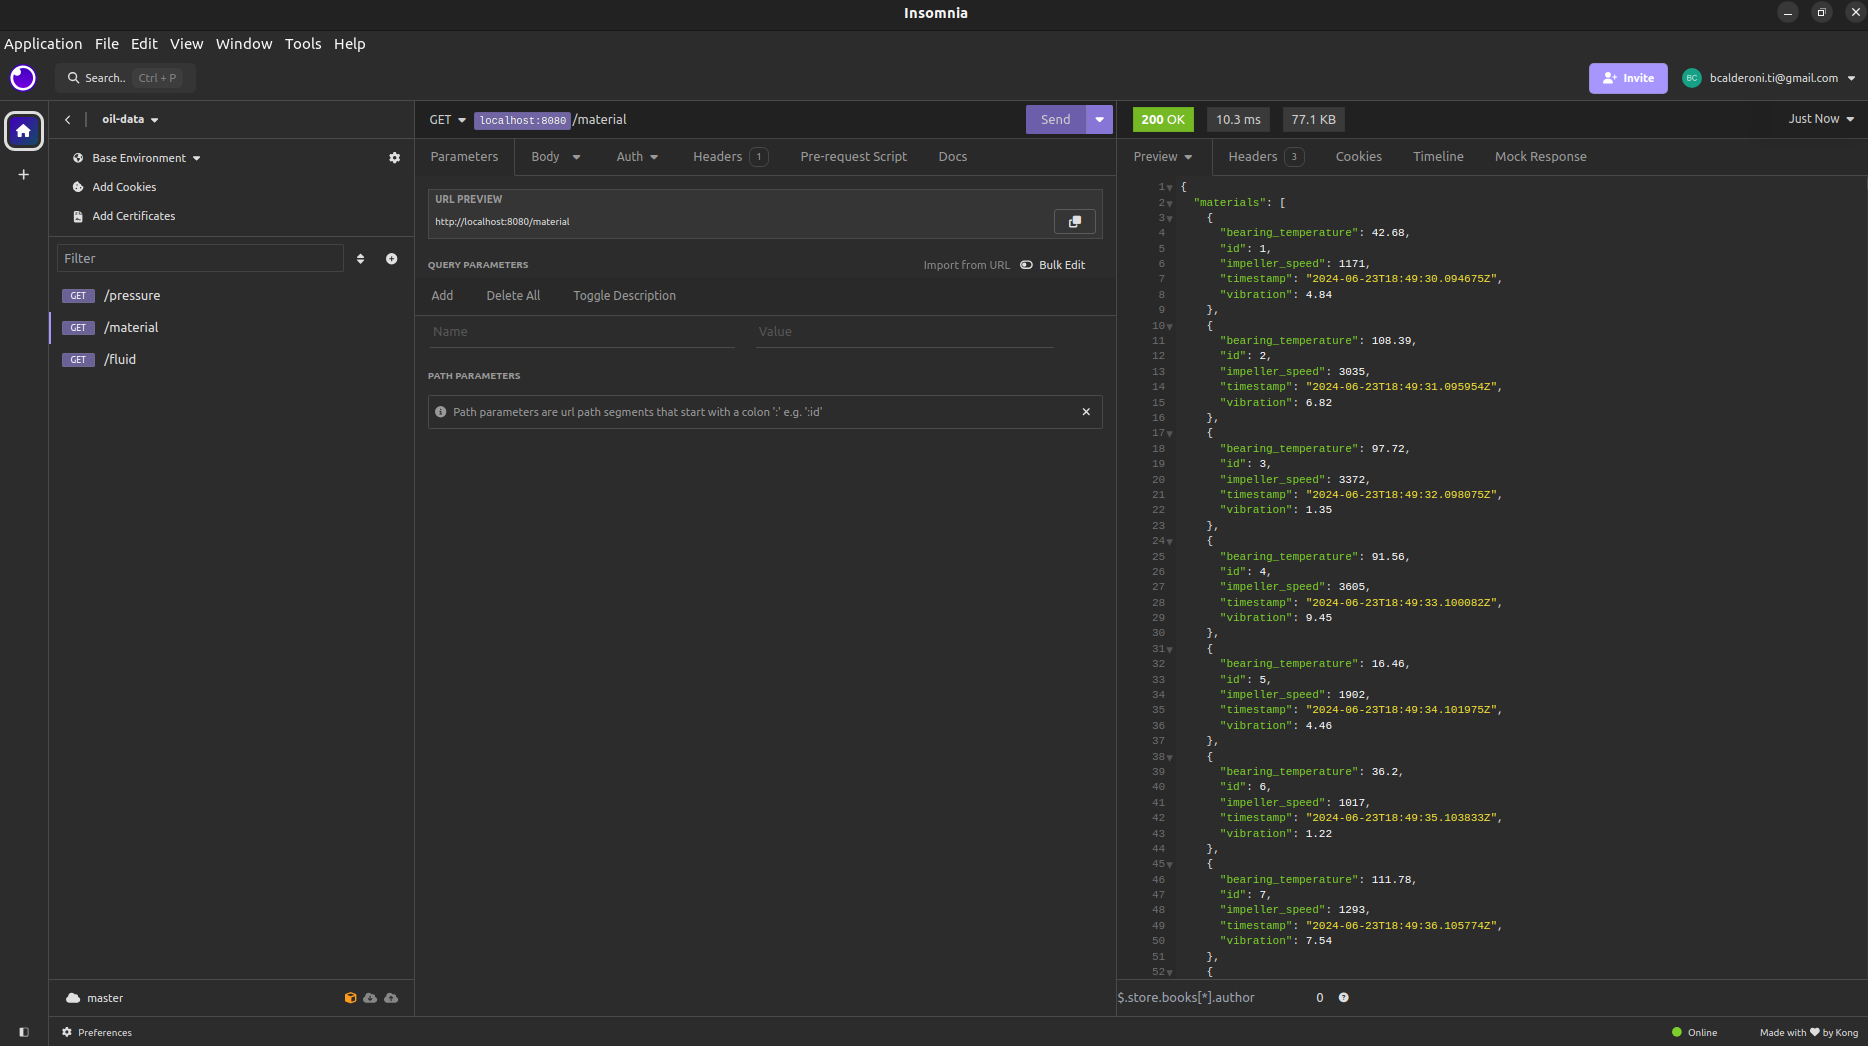 Insomnia
Application File Edit View Window Tools Help
Search.. Ctrl + P
Invite
BC bcalderoni.ti@gmail.com
oil-data
Base Environment
Add Cookies
Add Certificates
Filter
GET /pressure
GET /material
GET /fluid
master
Preferences
GET localhost:8080 /material
Send
Parameters Body Auth Headers 1 Pre-request Script Docs
URL PREVIEW
http://localhost:8080/material
QUERY PARAMETERS
Import from URL Bulk Edit
Add Delete All Toggle Description
Name Value
PATH PARAMETERS
Path parameters are url path segments that start with a colon ':' e.g. ':id'
200 OK 10.3 ms 77.1 KB
Just Now
Preview Headers 3 Cookies Timeline Mock Response
1 {
2 "materials": [
3 {
4 "bearing_temperature": 42.68,
5 "id": 1,
6 "impeller_speed": 1171,
7 "timestamp": "2024-06-23T18:49:30.094675Z",
8 "vibration": 4.84
9 },
10 {
11 "bearing_temperature": 108.39,
12 "id": 2,
13 "impeller_speed": 3035,
14 "timestamp": "2024-06-23T18:49:31.095954Z",
15 "vibration": 6.82
16 },
17 {
18 "bearing_temperature": 97.72,
19 "id": 3,
20 "impeller_speed": 3372,
21 "timestamp": "2024-06-23T18:49:32.098075Z",
22 "vibration": 1.35
23 },
24 {
25 "bearing_temperature": 91.56,
26 "id": 4,
27 "impeller_speed": 3605,
28 "timestamp": "2024-06-23T18:49:33.100082Z",
29 "vibration": 9.45
30 },
31 {
32 "bearing_temperature": 16.46,
33 "id": 5,
34 "impeller_speed": 1902,
35 "timestamp": "2024-06-23T18:49:34.101975Z",
36 "vibration": 4.46
37 },
38 {
39 "bearing_temperature": 36.2,
40 "id": 6,
41 "impeller_speed": 1017,
42 "timestamp": "2024-06-23T18:49:35.103833Z",
43 "vibration": 1.22
44 },
45 {
46 "bearing_temperature": 111.78,
47 "id": 7,
48 "impeller_speed": 1293,
49 "timestamp": "2024-06-23T18:49:36.105774Z",
50 "vibration": 7.54
51 },
52 {
$.store.books[*].author 0
Online Made with by Kong